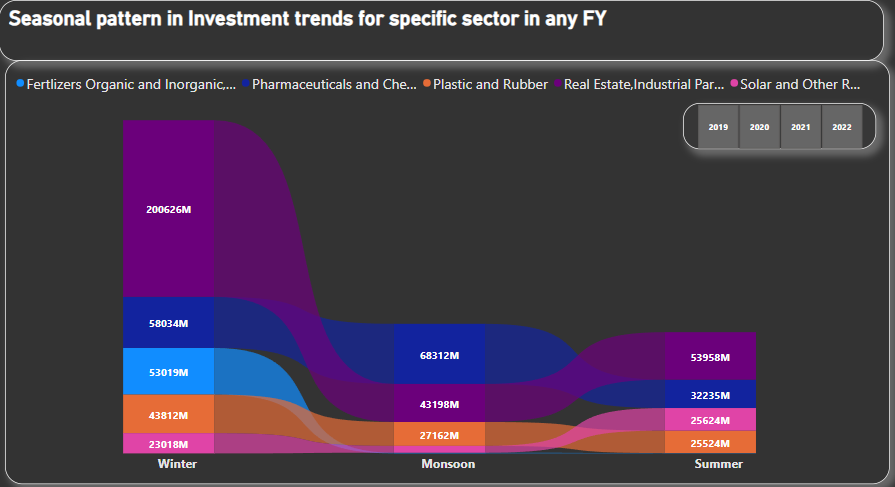 Seasonal pattern in Investment trends for specific sector in any FY
Fertlizers Organic and Inorganic,... Pharmaceuticals and Che... Plastic and Rubber Real Estate,Industrial Par... Solar and Other R...
2019 2020 2021 2022
200626M
58034M
53019M
43812M
23018M
68312M
43198M
27162M
53958M
32235M
25624M
25524M
Winter Monsoon Summer